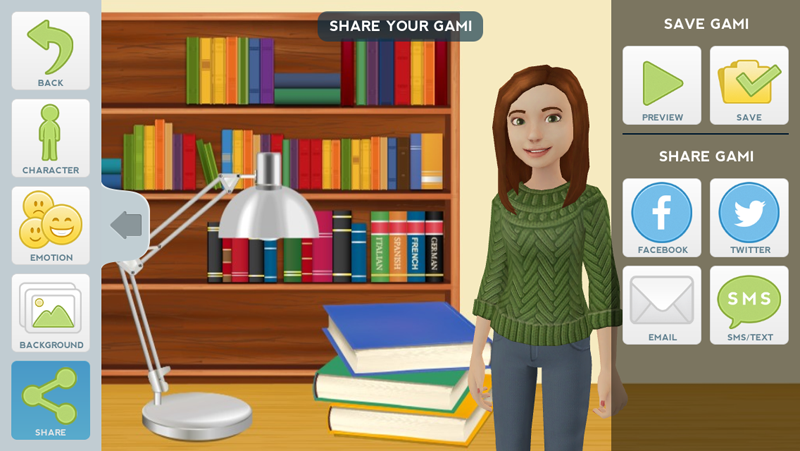 SHARE YOUR GAMI
BACK
CHARACTER
EMOTION
BACKGROUND
SHARE
ITALIAN
SPANISH
FRENCH
GERMAN
SAVE GAMI
PREVIEW
SAVE
SHARE GAMI
FACEBOOK
TWITTER
EMAIL
SMS
SMS/TEXT